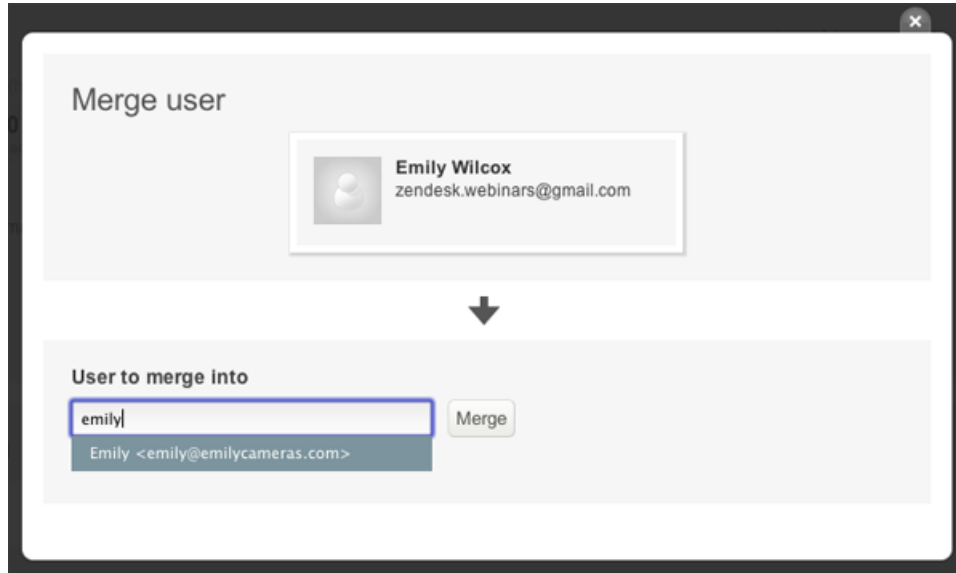 Merge user
Emily Wilcox
zendesk.webinars@gmail.com
User to merge into
emily
Merge
Emily <emily@emilycameras.com>